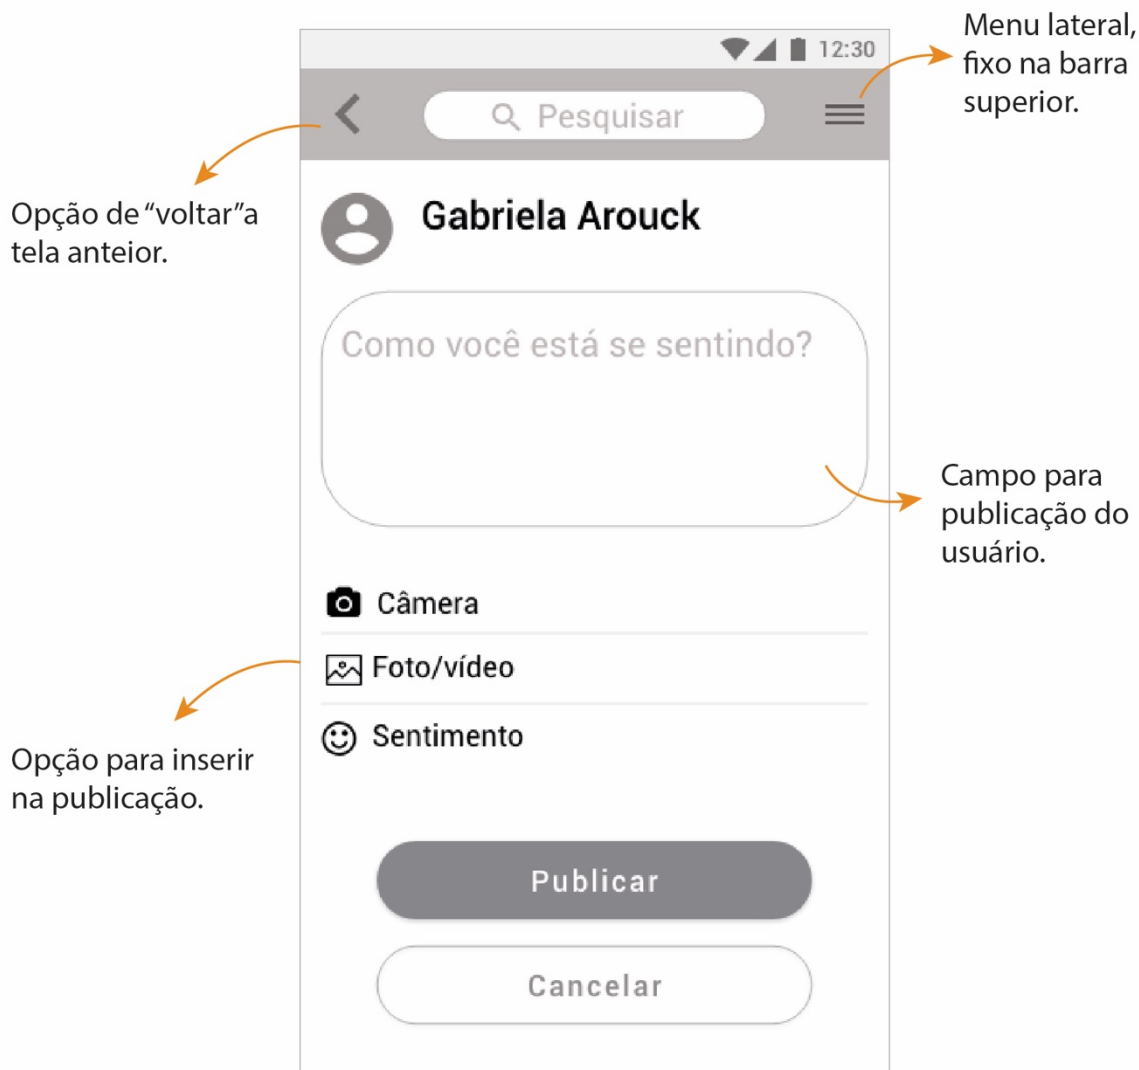 Menu lateral,
fixo na barra
superior.
12:30
Pesquisar
Opção de “voltar”a
tela anteior.
Gabriela Arouck
Como você está se sentindo?
Campo para
publicação do
usuário.
Câmera
Foto/vídeo
Sentimento
Opção para inserir
na publicação.
Publicar
Cancelar